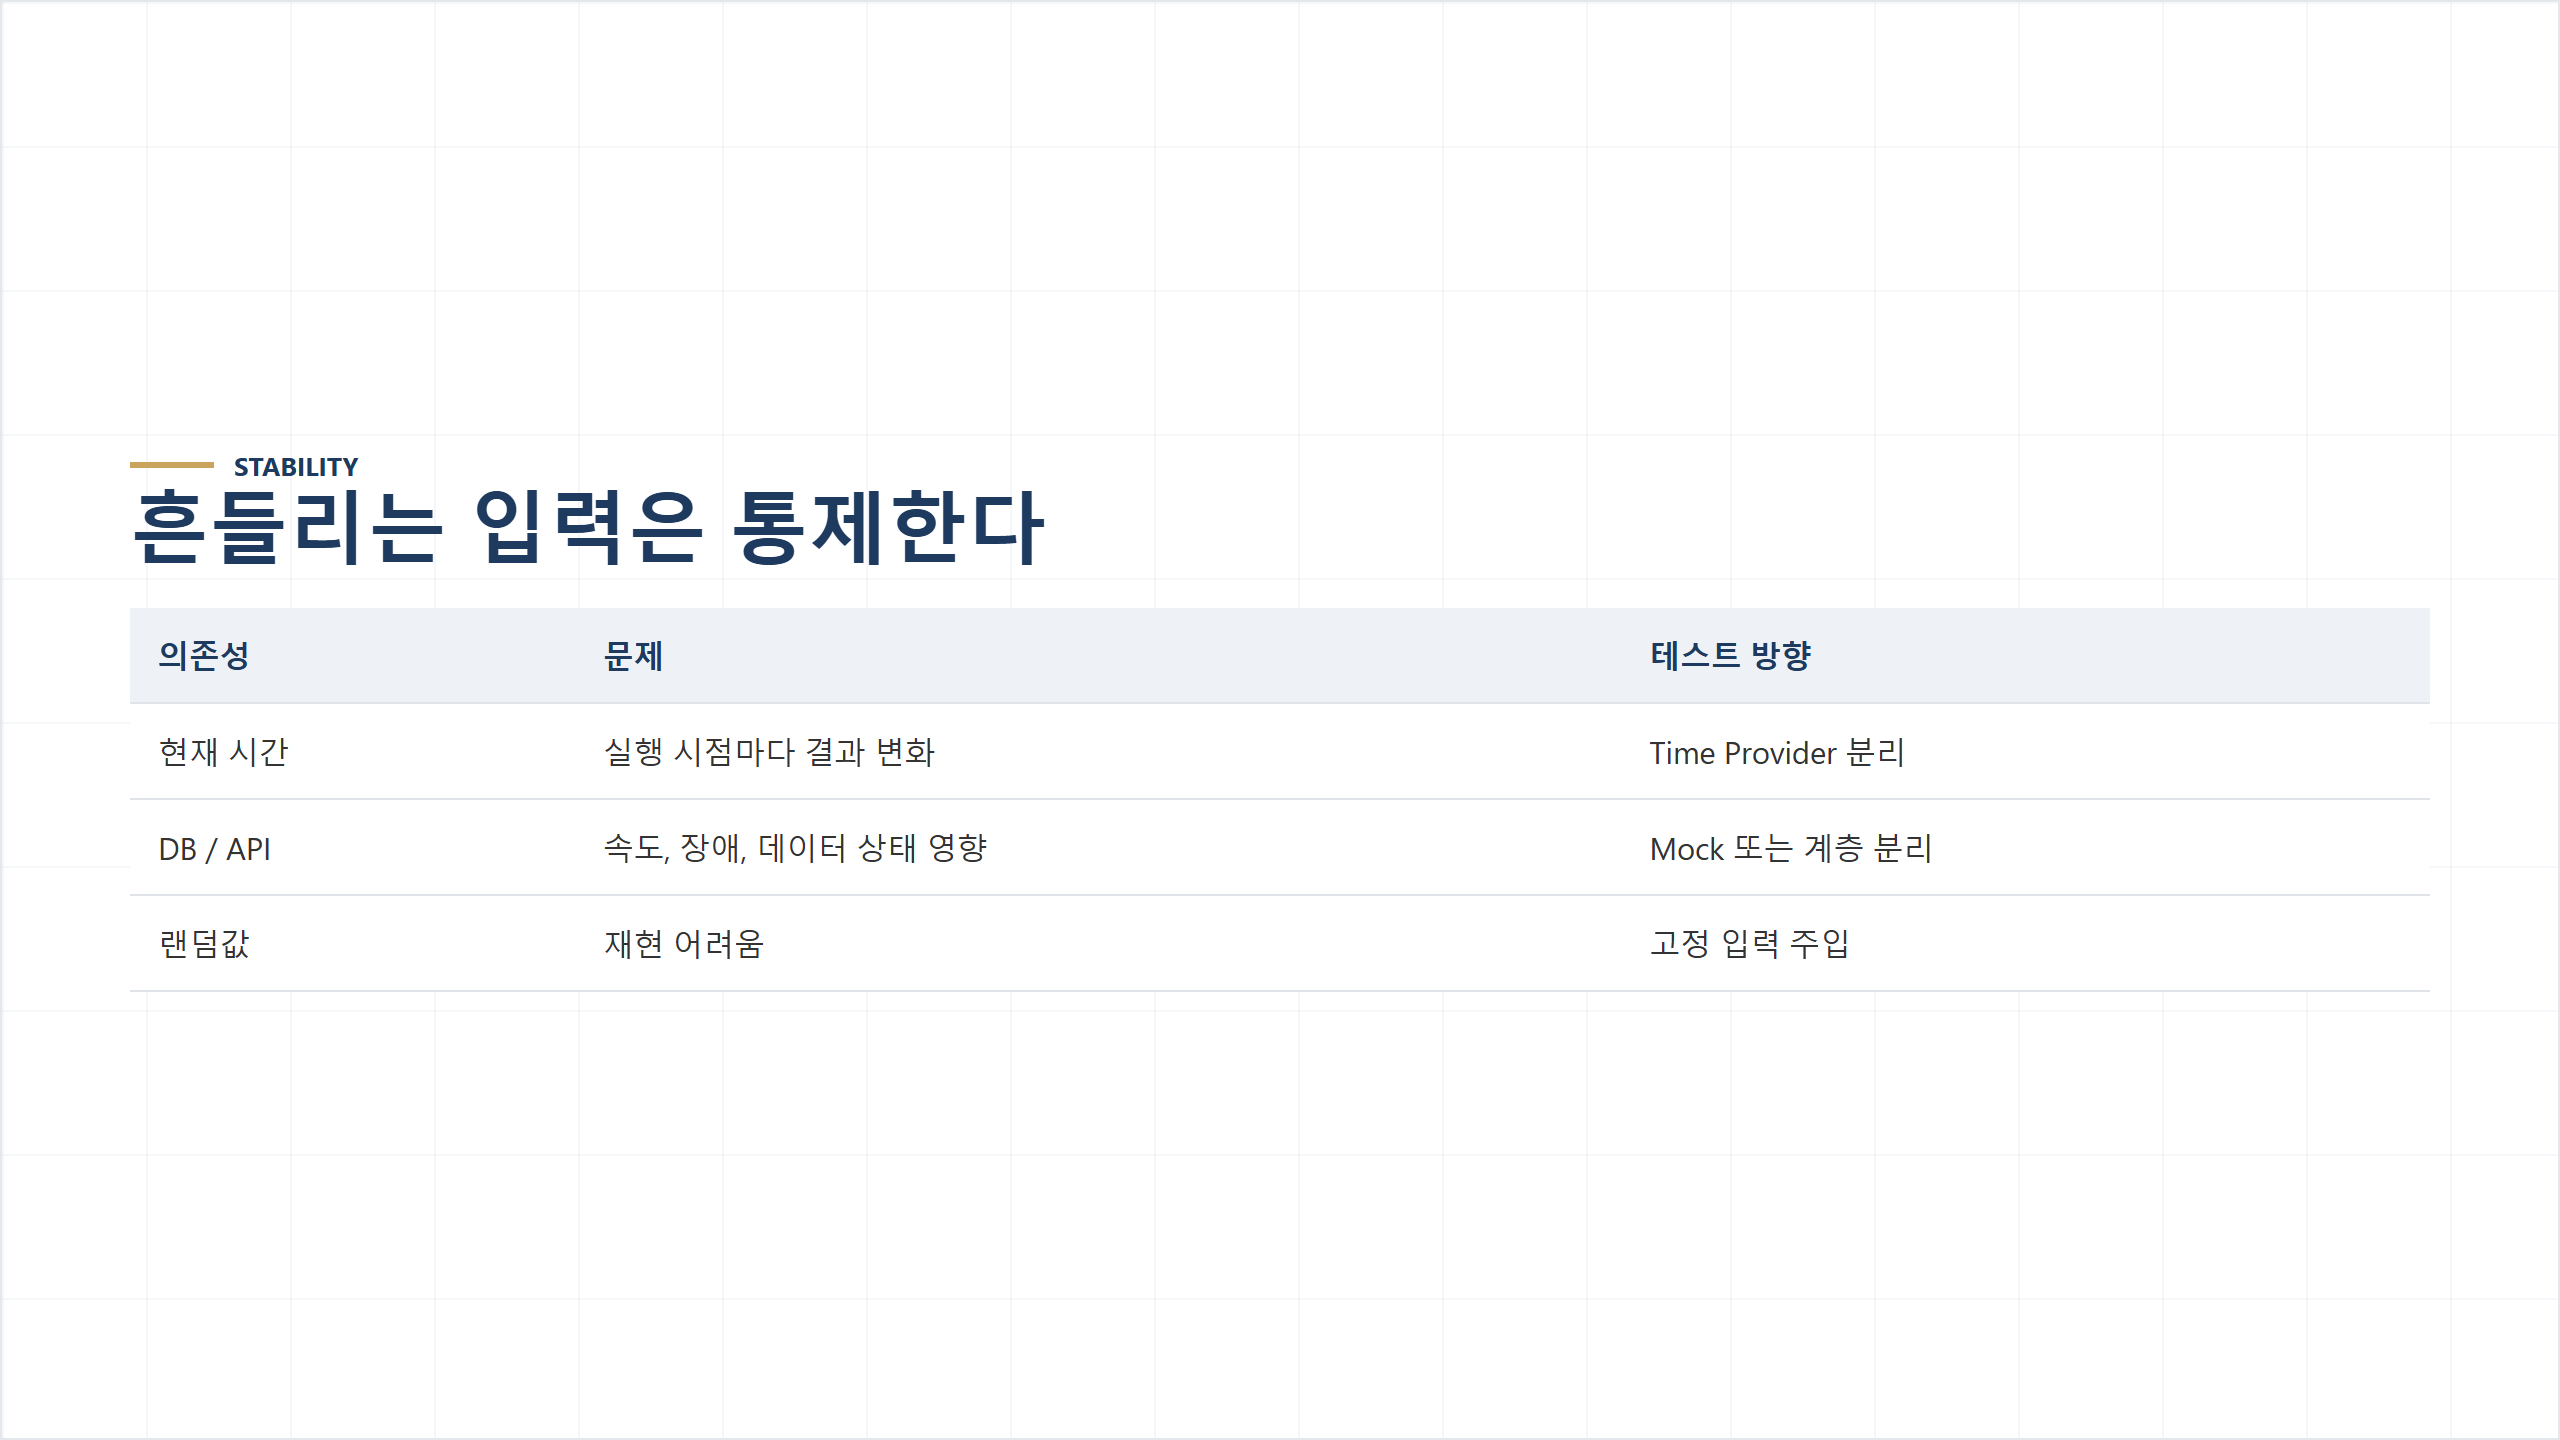 STABILITY
흔들리는 입력은 통제한다
의존성 문제 테스트 방향
현재 시간 실행 시점마다 결과 변화 Time Provider 분리
DB / API 속도, 장애, 데이터 상태 영향 Mock 또는 계층 분리
랜덤값 재현 어려움 고정 입력 주입